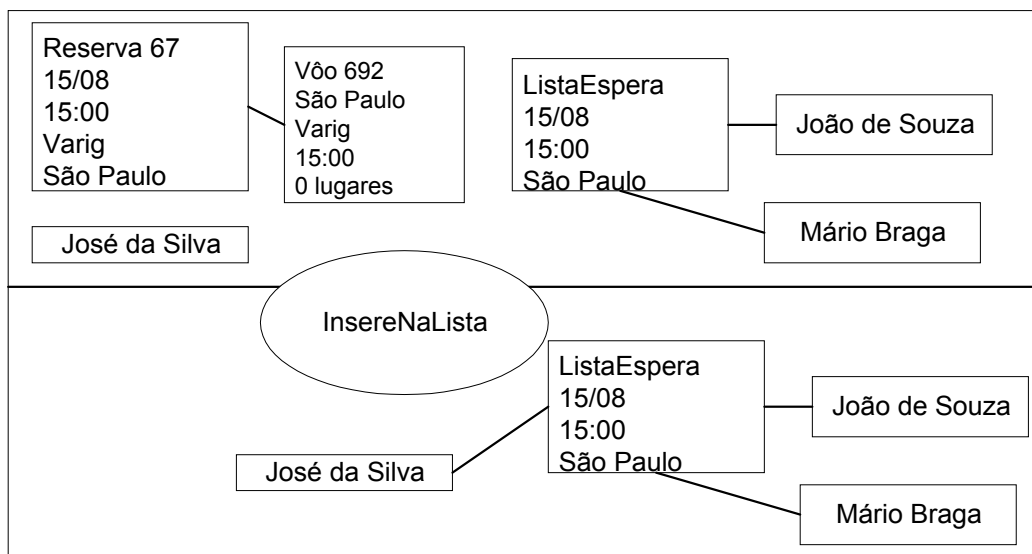 Reserva 67
15/08
15:00
Varig
São Paulo
Vôo 692
São Paulo
Varig
15:00
0 lugares
ListaEspera
15/08
15:00
São Paulo
João de Souza
Mário Braga
José da Silva
InsereNaLista
ListaEspera
15/08
15:00
São Paulo
João de Souza
José da Silva
Mário Braga